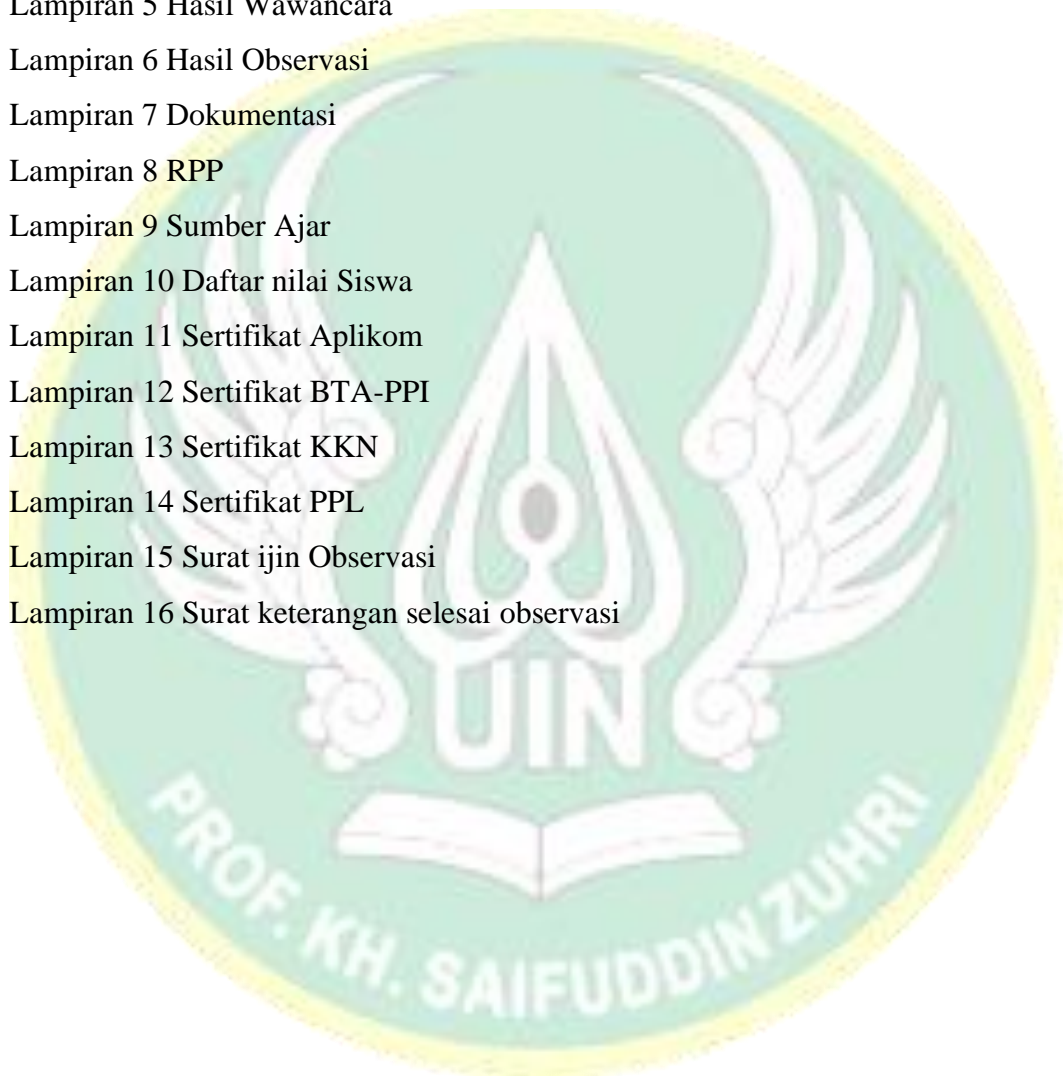 Lampiran 5 Hasil Wawancara
Lampiran 6 Hasil Observasi
Lampiran 7 Dokumentasi
Lampiran 8 RPP
Lampiran 9 Sumber Ajar
Lampiran 10 Daftar nilai Siswa
Lampiran 11 Sertifikat Aplikom
Lampiran 12 Sertifikat BTA-PPI
Lampiran 13 Sertifikat KKN
Lampiran 14 Sertifikat PPL
Lampiran 15 Surat ijin Observasi
Lampiran 16 Surat keterangan selesai observasi
UIN
PROF. KH. SAIFUDDIN ZUHRI